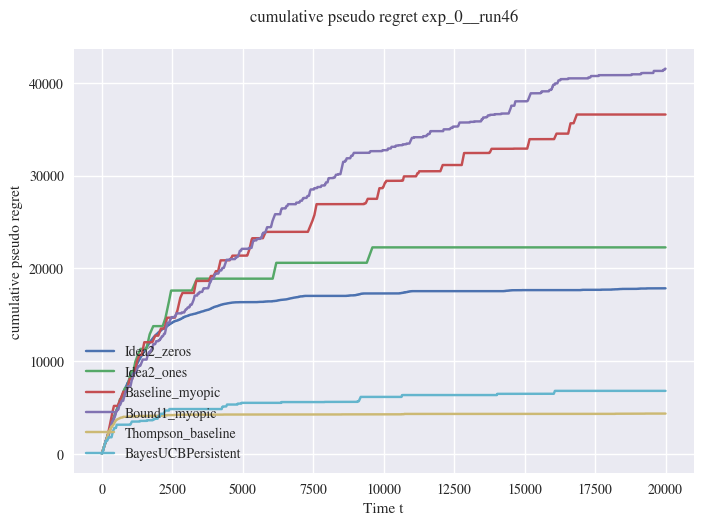 cumulative pseudo regret exp_0__run46
cumulative pseudo regret
40000
30000
20000
10000
0
Idea2_zeros
Idea2_ones
Baseline_myopic
Bound1_myopic
Thompson_baseline
BayesUCBPersistent
0 2500 5000 7500 10000 12500 15000 17500 20000
Time t